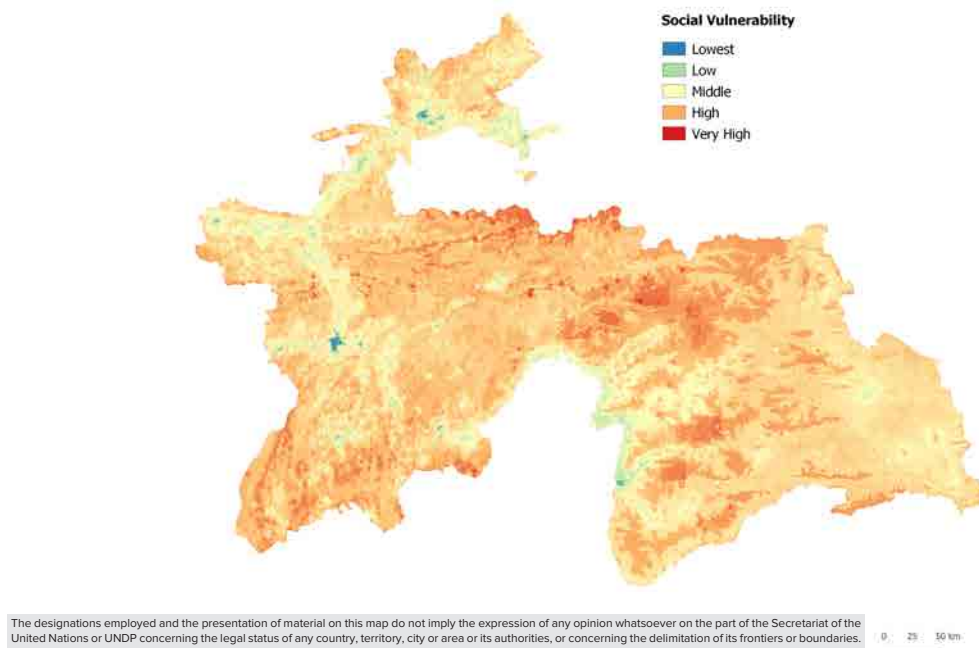 Social Vulnerability
Lowest
Low
Middle
High
Very High
The designations employed and the presentation of material on this map do not imply the expression of any opinion whatsoever on the part of the Secretariat of the
United Nations or UNDP concerning the legal status of any country, territory, city or area or its authorities, or concerning the delimitation of its frontiers or boundaries.
0 25 50 km